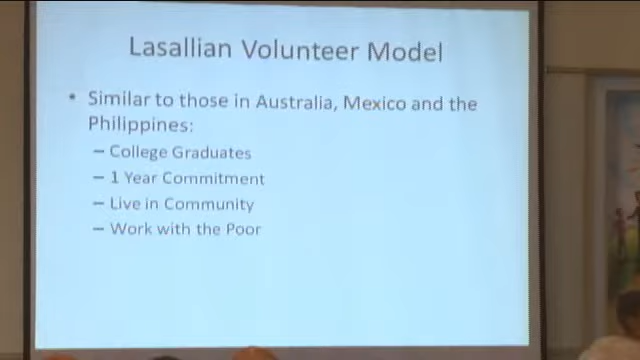 Lasallian Volunteer Model
• Similar to those in Australia, Mexico and the
Philippines:
– College Graduates
– 1 Year Commitment
– Live in Community
– Work with the Poor